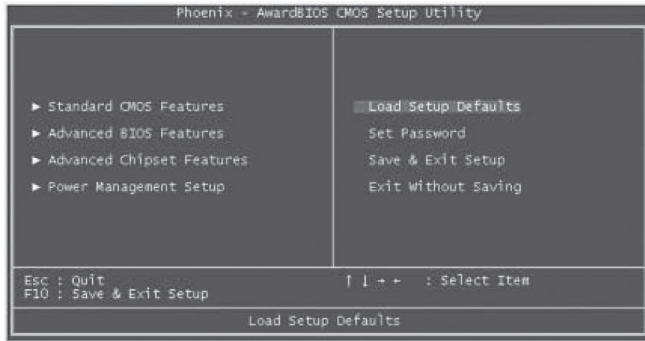 Phoenix - AwardBIOS CMOS Setup Utility
► Standard CMOS Features
► Advanced BIOS Features
► Advanced Chipset Features
► Power Management Setup
Load Setup Defaults
Set Password
Save & Exit Setup
Exit Without Saving
Esc : Quit
F10 : Save & Exit Setup
↑ ↓ → ← : Select Item
Load Setup Defaults